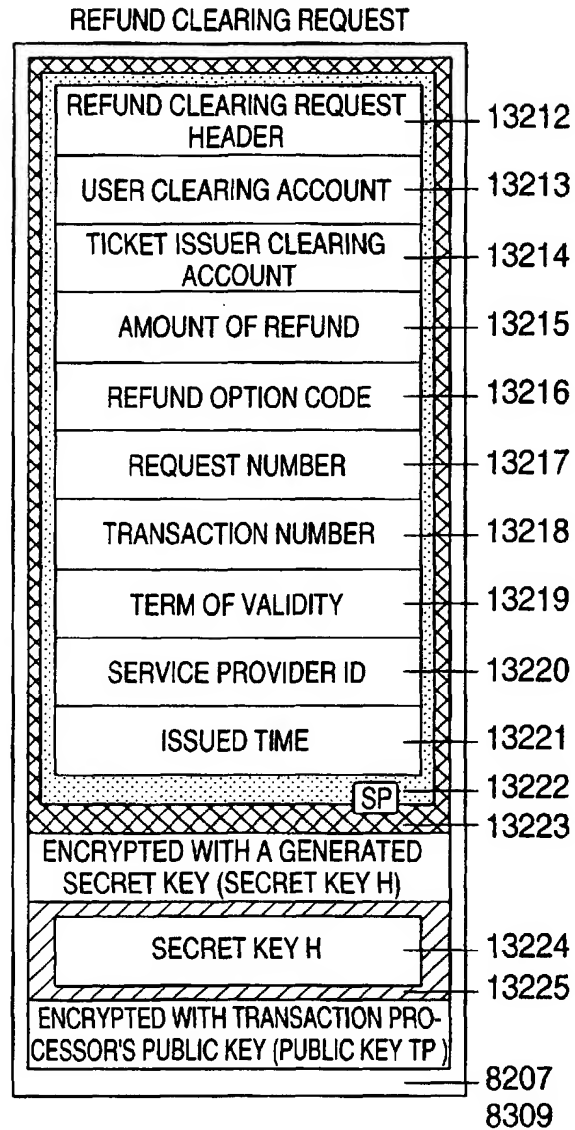 REFUND CLEARING REQUEST
REFUND CLEARING REQUEST
HEADER
13212
USER CLEARING ACCOUNT
13213
TICKET ISSUER CLEARING
ACCOUNT
13214
AMOUNT OF REFUND
13215
REFUND OPTION CODE
13216
REQUEST NUMBER
13217
TRANSACTION NUMBER
13218
TERM OF VALIDITY
13219
SERVICE PROVIDER ID
13220
ISSUED TIME
13221
SP
13222
13223
ENCRYPTED WITH A GENERATED
SECRET KEY (SECRET KEY H)
SECRET KEY H
13224
13225
ENCRYPTED WITH TRANSACTION PRO-
CESSOR'S PUBLIC KEY (PUBLIC KEY TP)
8207
8309